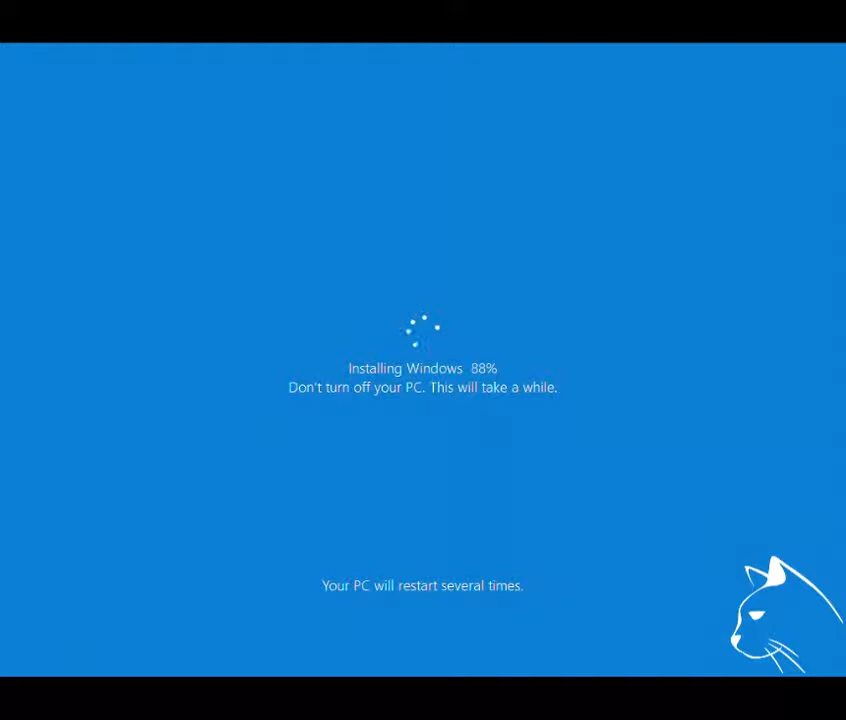 Installing Windows  88%
Don't turn off your PC. This will take a while.
Your PC will restart several times.